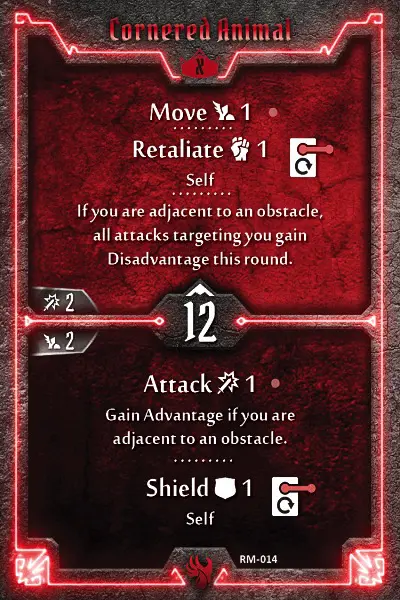 Cornered Animal
X
Move 1
Retaliate 1
Self
If you are adjacent to an obstacle,
all attacks targeting you gain
Disadvantage this round.
2
12
2
Attack 1
Gain Advantage if you are
adjacent to an obstacle.
Shield 1
Self
RM-014